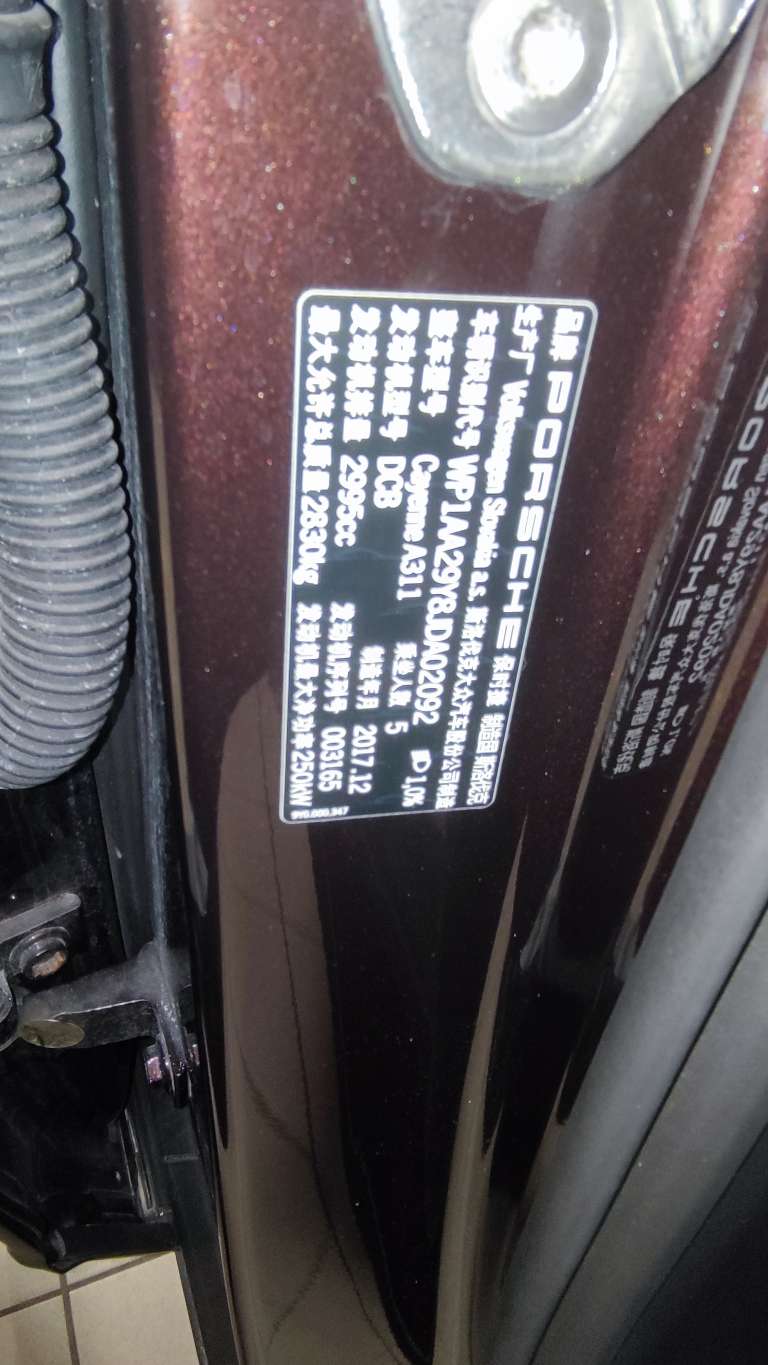 品牌 PORSCHE 保时捷 制造国 斯洛伐克
生产厂 Volkswagen Slovakia a.s. 斯洛伐克大众汽车股份公司制造
车辆识别代号 WP1AA29Y8JDA02092
整车型号 Cayenne A311 乘坐人数 5
发动机型号 DCB 制造年月 2017.12
发动机排量 2995cc 发动机序列号 003165
最大允许总质量 2830kg 发动机最大净功率 250KW
9Y0.000.347